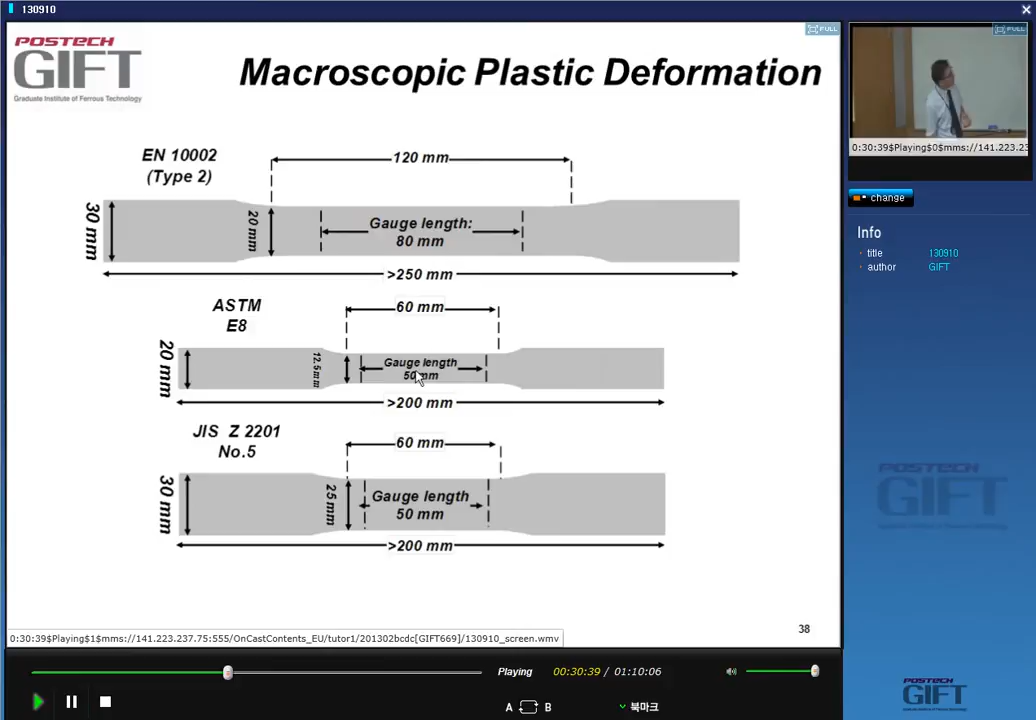 130910
POSTECH
GIFT
Graduate Institute of Ferrous Technology
Macroscopic Plastic Deformation
FULL
EN 10002
(Type 2)
120 mm
30 mm
20 mm
Gauge length:
80 mm
>250 mm
ASTM
E8
60 mm
20 mm
12.5 mm
Gauge length
50 mm
>200 mm
JIS Z 2201
No.5
60 mm
30 mm
25 mm
Gauge length
50 mm
>200 mm
38
0:30:39$Playing$1$mms://141.223.237.75:555/OnCastContents_EU/tutor1/201302bcdc[GIFT669]/130910_screen.wmv
Playing
00:30:39 / 01:10:06
A
B
북마크
FULL
0:30:39$Playing$0$mms://141.223.23
change
Info
title
130910
author
GIFT
POSTECH
GIFT
POSTECH
GIFT